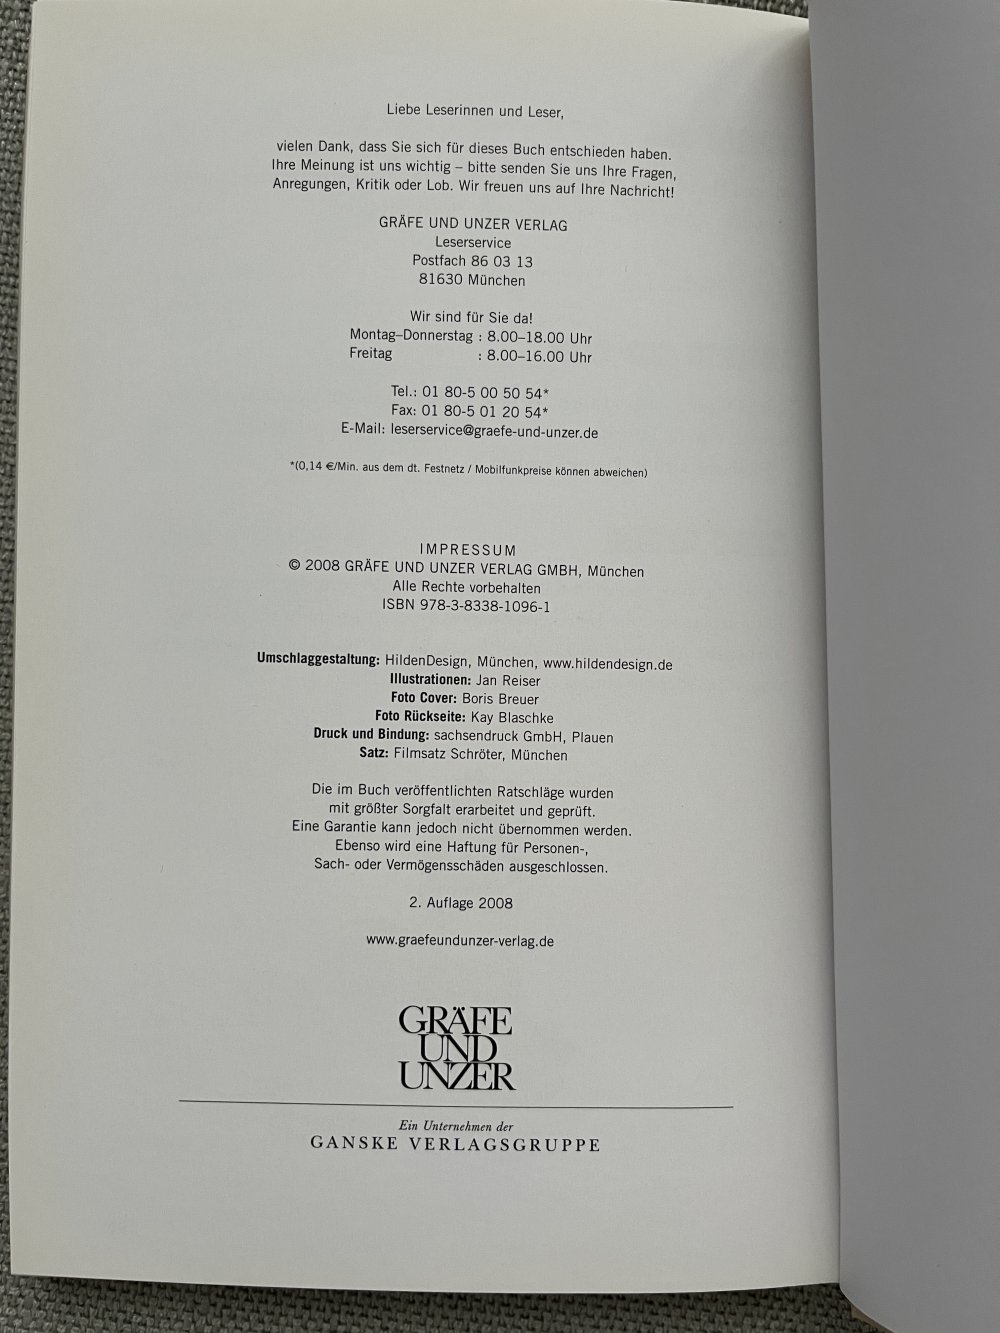 Liebe Leserinnen und Leser,
vielen Dank, dass Sie sich für dieses Buch entschieden haben.
Ihre Meinung ist uns wichtig – bitte senden Sie uns Ihre Fragen,
Anregungen, Kritik oder Lob. Wir freuen uns auf Ihre Nachricht!
GRÄFE UND UNZER VERLAG
Leserservice
Postfach 86 03 13
81630 München
Wir sind für Sie da!
Montag–Donnerstag : 8.00–18.00 Uhr
Freitag : 8.00–16.00 Uhr
Tel.: 01 80-5 00 50 54*
Fax: 01 80-5 01 20 54*
E-Mail: leserservice@graefe-und-unzer.de
*(0,14 €/Min. aus dem dt. Festnetz / Mobilfunkpreise können abweichen)
IMPRESSUM
© 2008 GRÄFE UND UNZER VERLAG GMBH, München
Alle Rechte vorbehalten
ISBN 978-3-8338-1096-1
Umschlaggestaltung: HildenDesign, München, www.hildendesign.de
Illustrationen: Jan Reiser
Foto Cover: Boris Breuer
Foto Rückseite: Kay Blaschke
Druck und Bindung: sachsendruck GmbH, Plauen
Satz: Filmsatz Schröter, München
Die im Buch veröffentlichten Ratschläge wurden
mit größter Sorgfalt erarbeitet und geprüft.
Eine Garantie kann jedoch nicht übernommen werden.
Ebenso wird eine Haftung für Personen-,
Sach- oder Vermögensschäden ausgeschlossen.
2. Auflage 2008
www.graefeundunzer-verlag.de
GRÄFE
UND
UNZER
Ein Unternehmen der
GANSKE VERLAGSGRUPPE